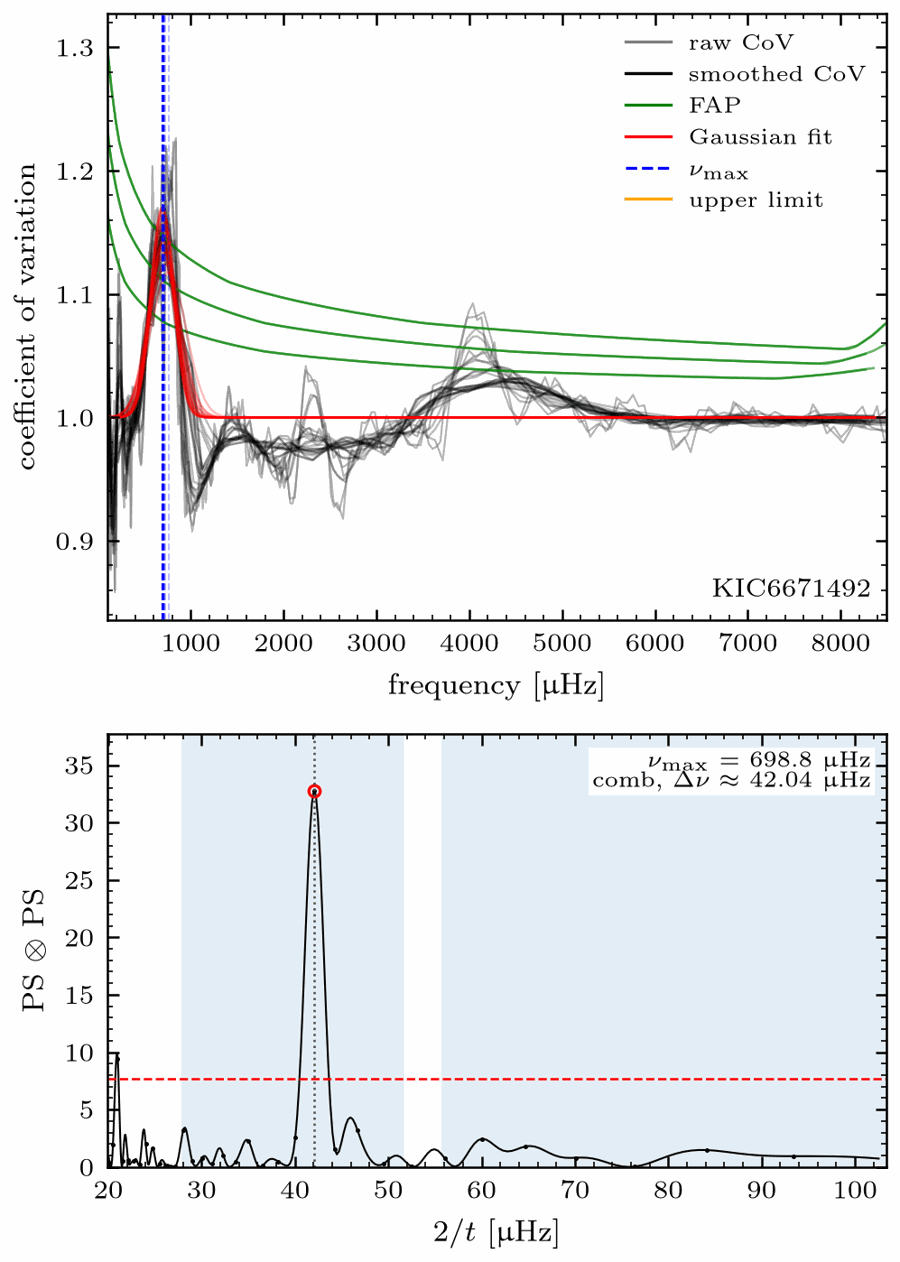 1.3
1.2
1.1
1.0
0.9
coefficient of variation
raw CoV
smoothed CoV
FAP
Gaussian fit
νmax
upper limit
KIC6671492
1000 2000 3000 4000 5000 6000 7000 8000
frequency [μHz]
35
30
25
20
15
10
5
0
PS ⊗ PS
νmax = 698.8 μHz
comb, Δν ≈ 42.04 μHz
20 30 40 50 60 70 80 90 100
2/t [μHz]